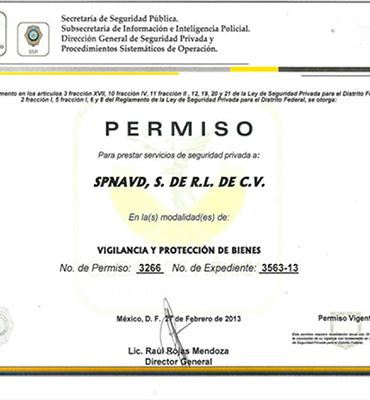 Secretaría de Seguridad Pública.
Subsecretaría de Información e Inteligencia Policial.
Dirección General de Seguridad Privada y
Procedimientos Sistemáticos de Operación.
SSP
mento en los artículos 3 fracción XVII, 10 fracción IV, 11 fracción II , 12, 19, 20 y 21 de la Ley de Seguridad Privada para el Distrito Fe
2 fracción I, 5 fracción I, 6 y 8 del Reglamento de la Ley de Seguridad Privada para el Distrito Federal, se otorga:
PERMISO
Para prestar servicios de seguridad privada a:
SPNAVD, S. DE R.L. DE C.V.
En la(s) modalidad(es) de:
VIGILANCIA Y PROTECCIÓN DE BIENES
No. de Permiso: 3266 No. de Expediente: 3563-13
México, D. F. 27 de Febrero de 2013
Permiso Vigent
Lic. Raúl Rojas Mendoza
Director General